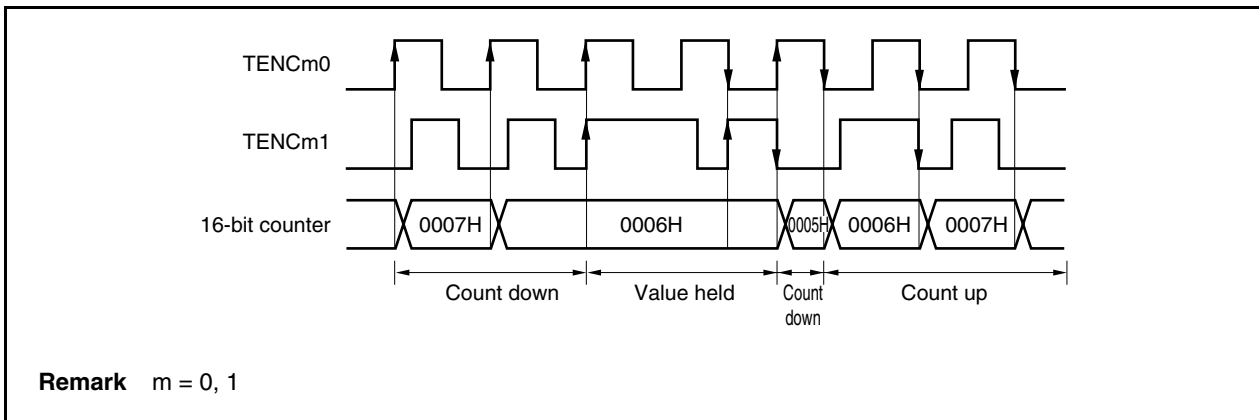 TENCm0
TENCm1
16-bit counter
0007H
0006H
0005H
0006H
0007H
Count down
Value held
Count
down
Count up
Remark m = 0, 1